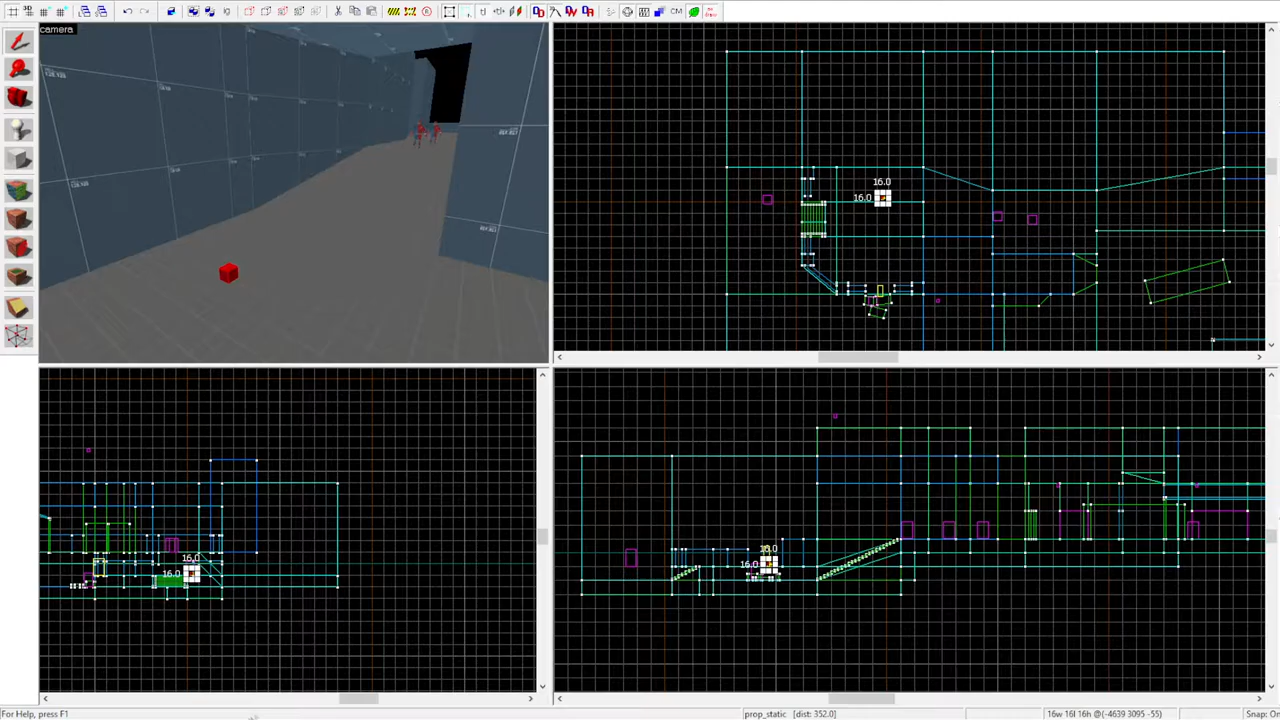 CM
camera
16.0
16.0
16.0
16.0
16.0
16.0
For Help, press F1
prop_static [dist: 352.0]
16w 16l 16h @(-4639 3095 -55)
Snap: On